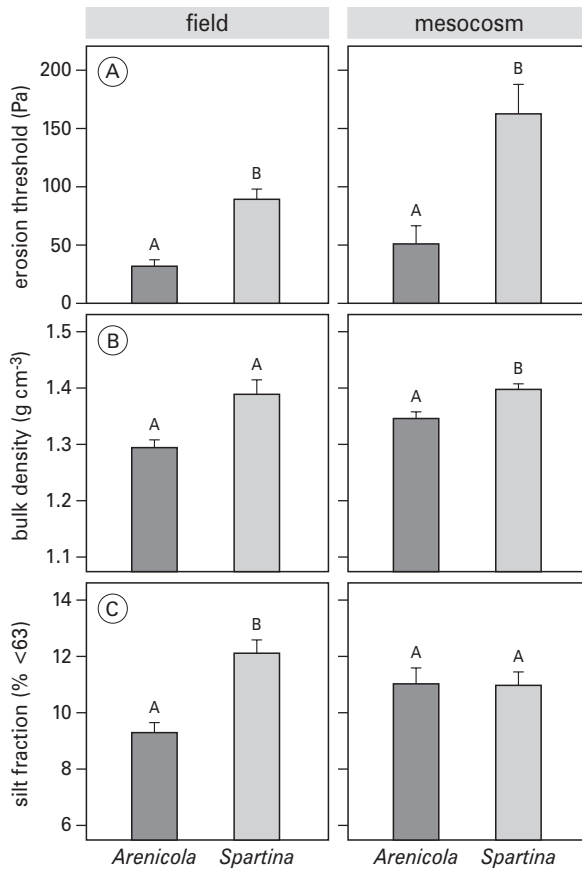 field mesocosm
A
erosion threshold (Pa)
200
150
100
50
0
A B
A B
B
bulk density (g cm-3)
1.5
1.4
1.3
1.2
1.1
A A
A B
C
silt fraction (% <63)
14
12
10
8
6
A B
A A
Arenicola Spartina Arenicola Spartina